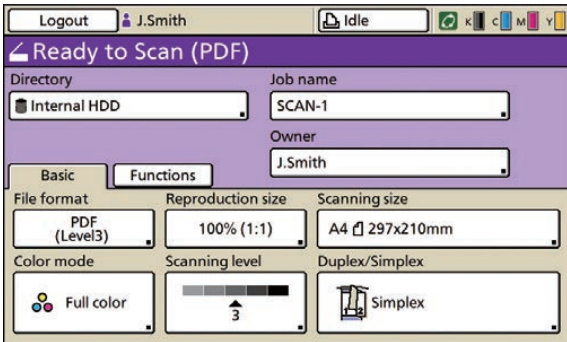 Logout J.Smith Idle K C M Y
Ready to Scan (PDF)
Directory Job name
Internal HDD SCAN-1
Owner
J.Smith
Basic Functions
File format Reproduction size Scanning size
PDF
(Level3) 100% (1:1) A4 297x210mm
Color mode Scanning level Duplex/Simplex
Full color 3 1 2 Simplex